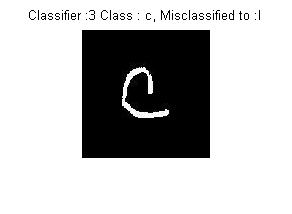 Classifier :3 Class : c, Misclassified to :l
c